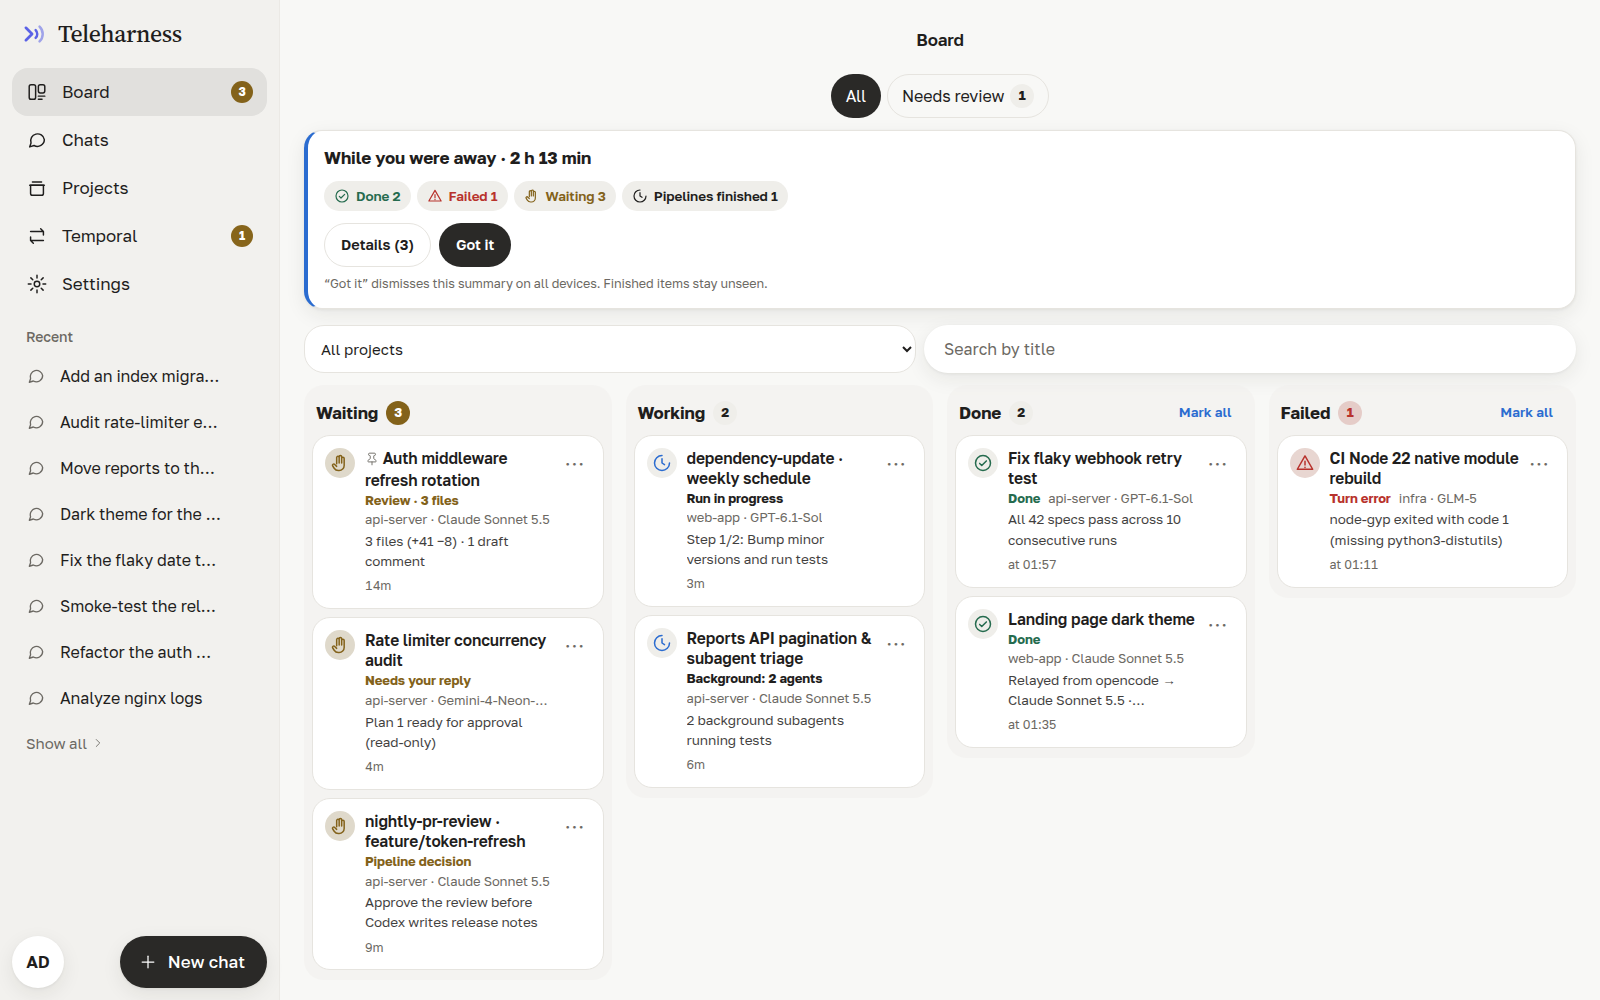 Teleharness
Board 3
Chats
Projects
Temporal 1
Settings
Recent
Add an index migra...
Audit rate-limiter e...
Move reports to th...
Dark theme for the ...
Fix the flaky date t...
Smoke-test the rel...
Refactor the auth ...
Analyze nginx logs
Show all
AD
New chat
Board
All
Needs review 1
While you were away · 2 h 13 min
Done 2
Failed 1
Waiting 3
Pipelines finished 1
Details (3)
Got it
“Got it” dismisses this summary on all devices. Finished items stay unseen.
All projects
Search by title
Waiting 3
Auth middleware
refresh rotation
Review · 3 files
api-server · Claude Sonnet 5.5
3 files (+41 −8) · 1 draft
comment
14m
Rate limiter concurrency
audit
Needs your reply
api-server · Gemini-4-Neon-...
Plan 1 ready for approval
(read-only)
4m
nightly-pr-review ·
feature/token-refresh
Pipeline decision
api-server · Claude Sonnet 5.5
Approve the review before
Codex writes release notes
9m
Working 2
dependency-update ·
weekly schedule
Run in progress
web-app · GPT-6.1-Sol
Step 1/2: Bump minor
versions and run tests
3m
Reports API pagination &
subagent triage
Background: 2 agents
api-server · Claude Sonnet 5.5
2 background subagents
running tests
6m
Done 2 Mark all
Fix flaky webhook retry
test
Done api-server · GPT-6.1-Sol
All 42 specs pass across 10
consecutive runs
at 01:57
Landing page dark theme
Done
web-app · Claude Sonnet 5.5
Relayed from opencode →
Claude Sonnet 5.5 ·...
at 01:35
Failed 1 Mark all
CI Node 22 native module
rebuild
Turn error infra · GLM-5
node-gyp exited with code 1
(missing python3-distutils)
at 01:11